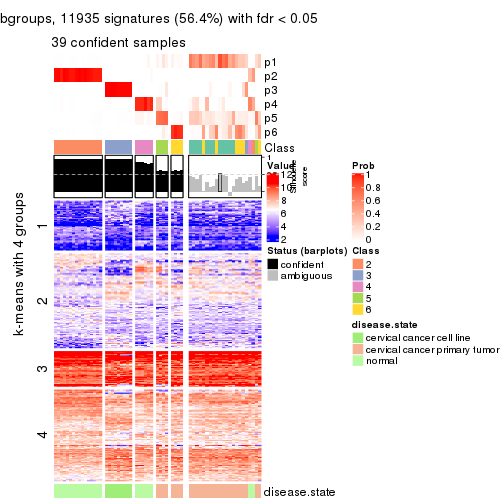 bgroups, 11935 signatures (56.4%) with fdr < 0.05
39 confident samples
p1
p2
p3
p4
p5
p6
Class
1
Value
12
10
8
6
4
2
score
Prob
1
0.8
0.6
0.4
0.2
0
Status (barplots)
confident
ambiguous
Class
2
3
4
5
6
disease.state
cervical cancer cell line
cervical cancer primary tumor
normal
k-means with 4 groups
1
2
3
4
disease.state